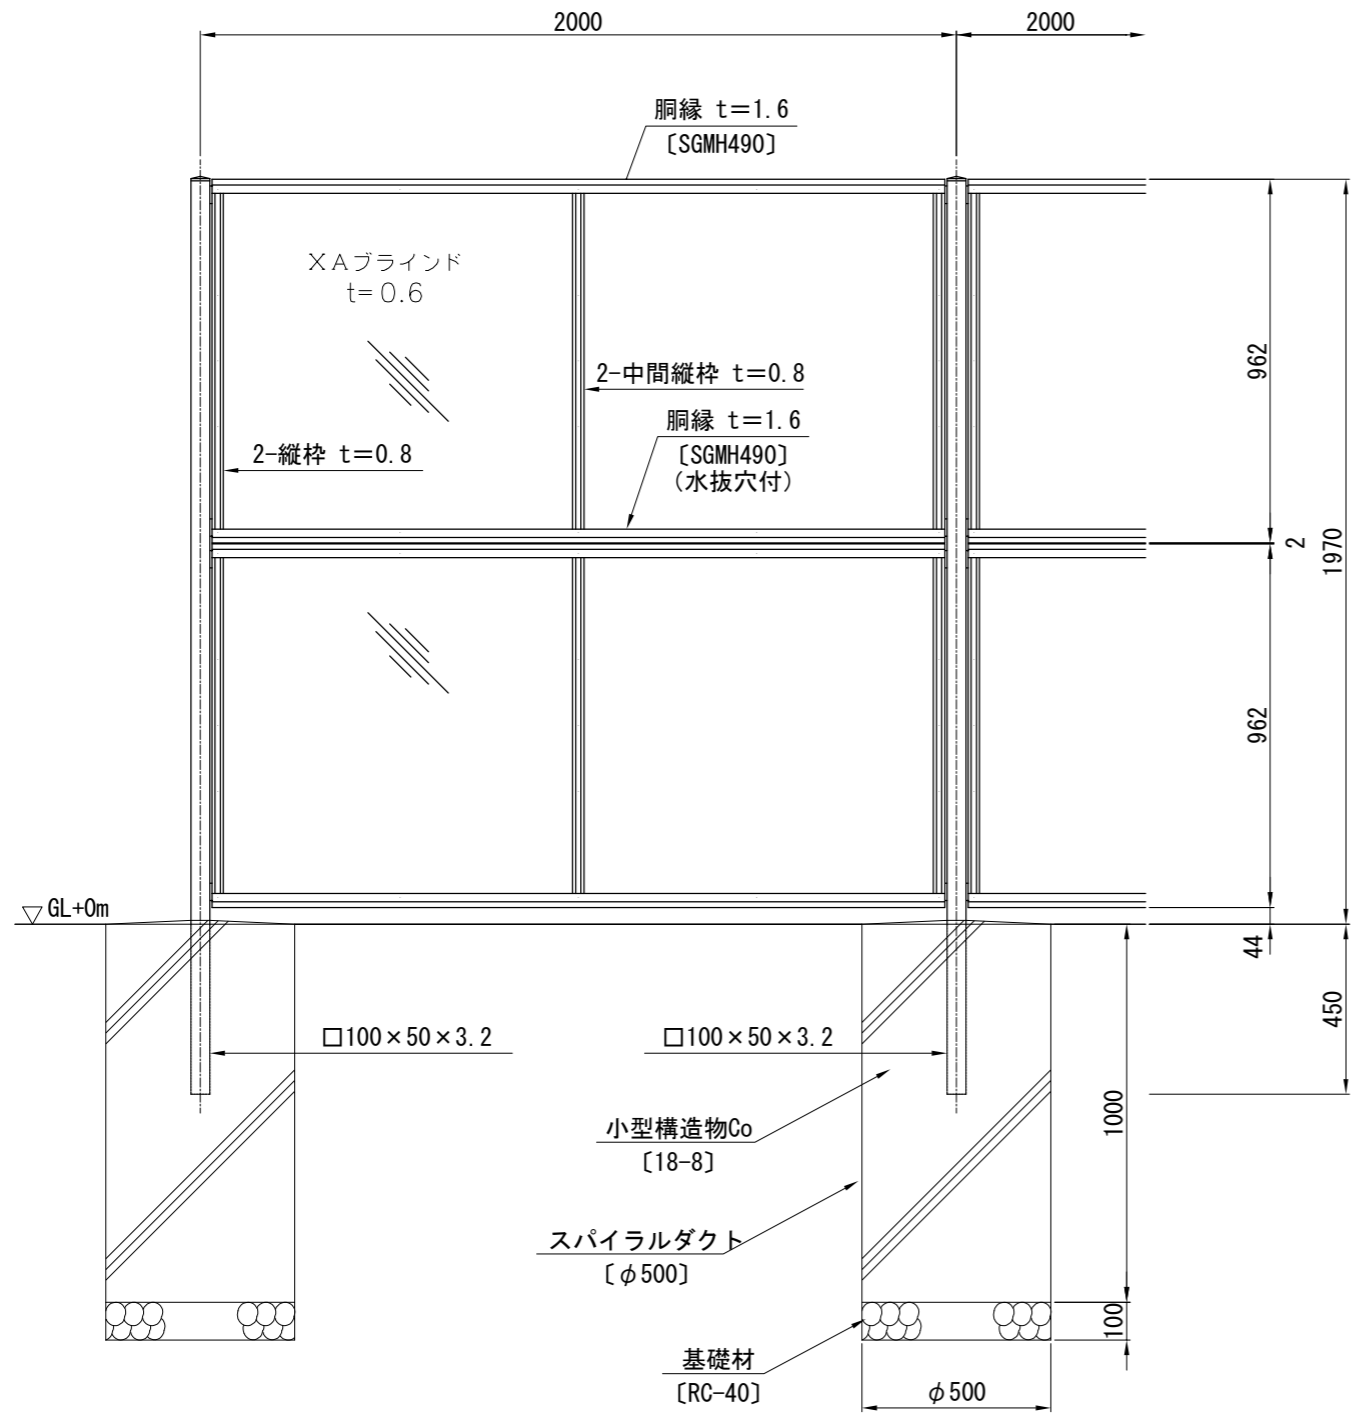 2000
2000
胴縁 t=1.6
〔SGMH490〕
XAブラインド
t=0.6
962
2-中間縦枠 t=0.8
胴縁 t=1.6
〔SGMH490〕
(水抜穴付)
2-縦枠 t=0.8
2
1970
962
GL+0m
44
450
□100×50×3.2
□100×50×3.2
1000
小型構造物Co
〔18-8〕
スパイラルダクト
〔φ500〕
100
基礎材
〔RC-40〕
φ500